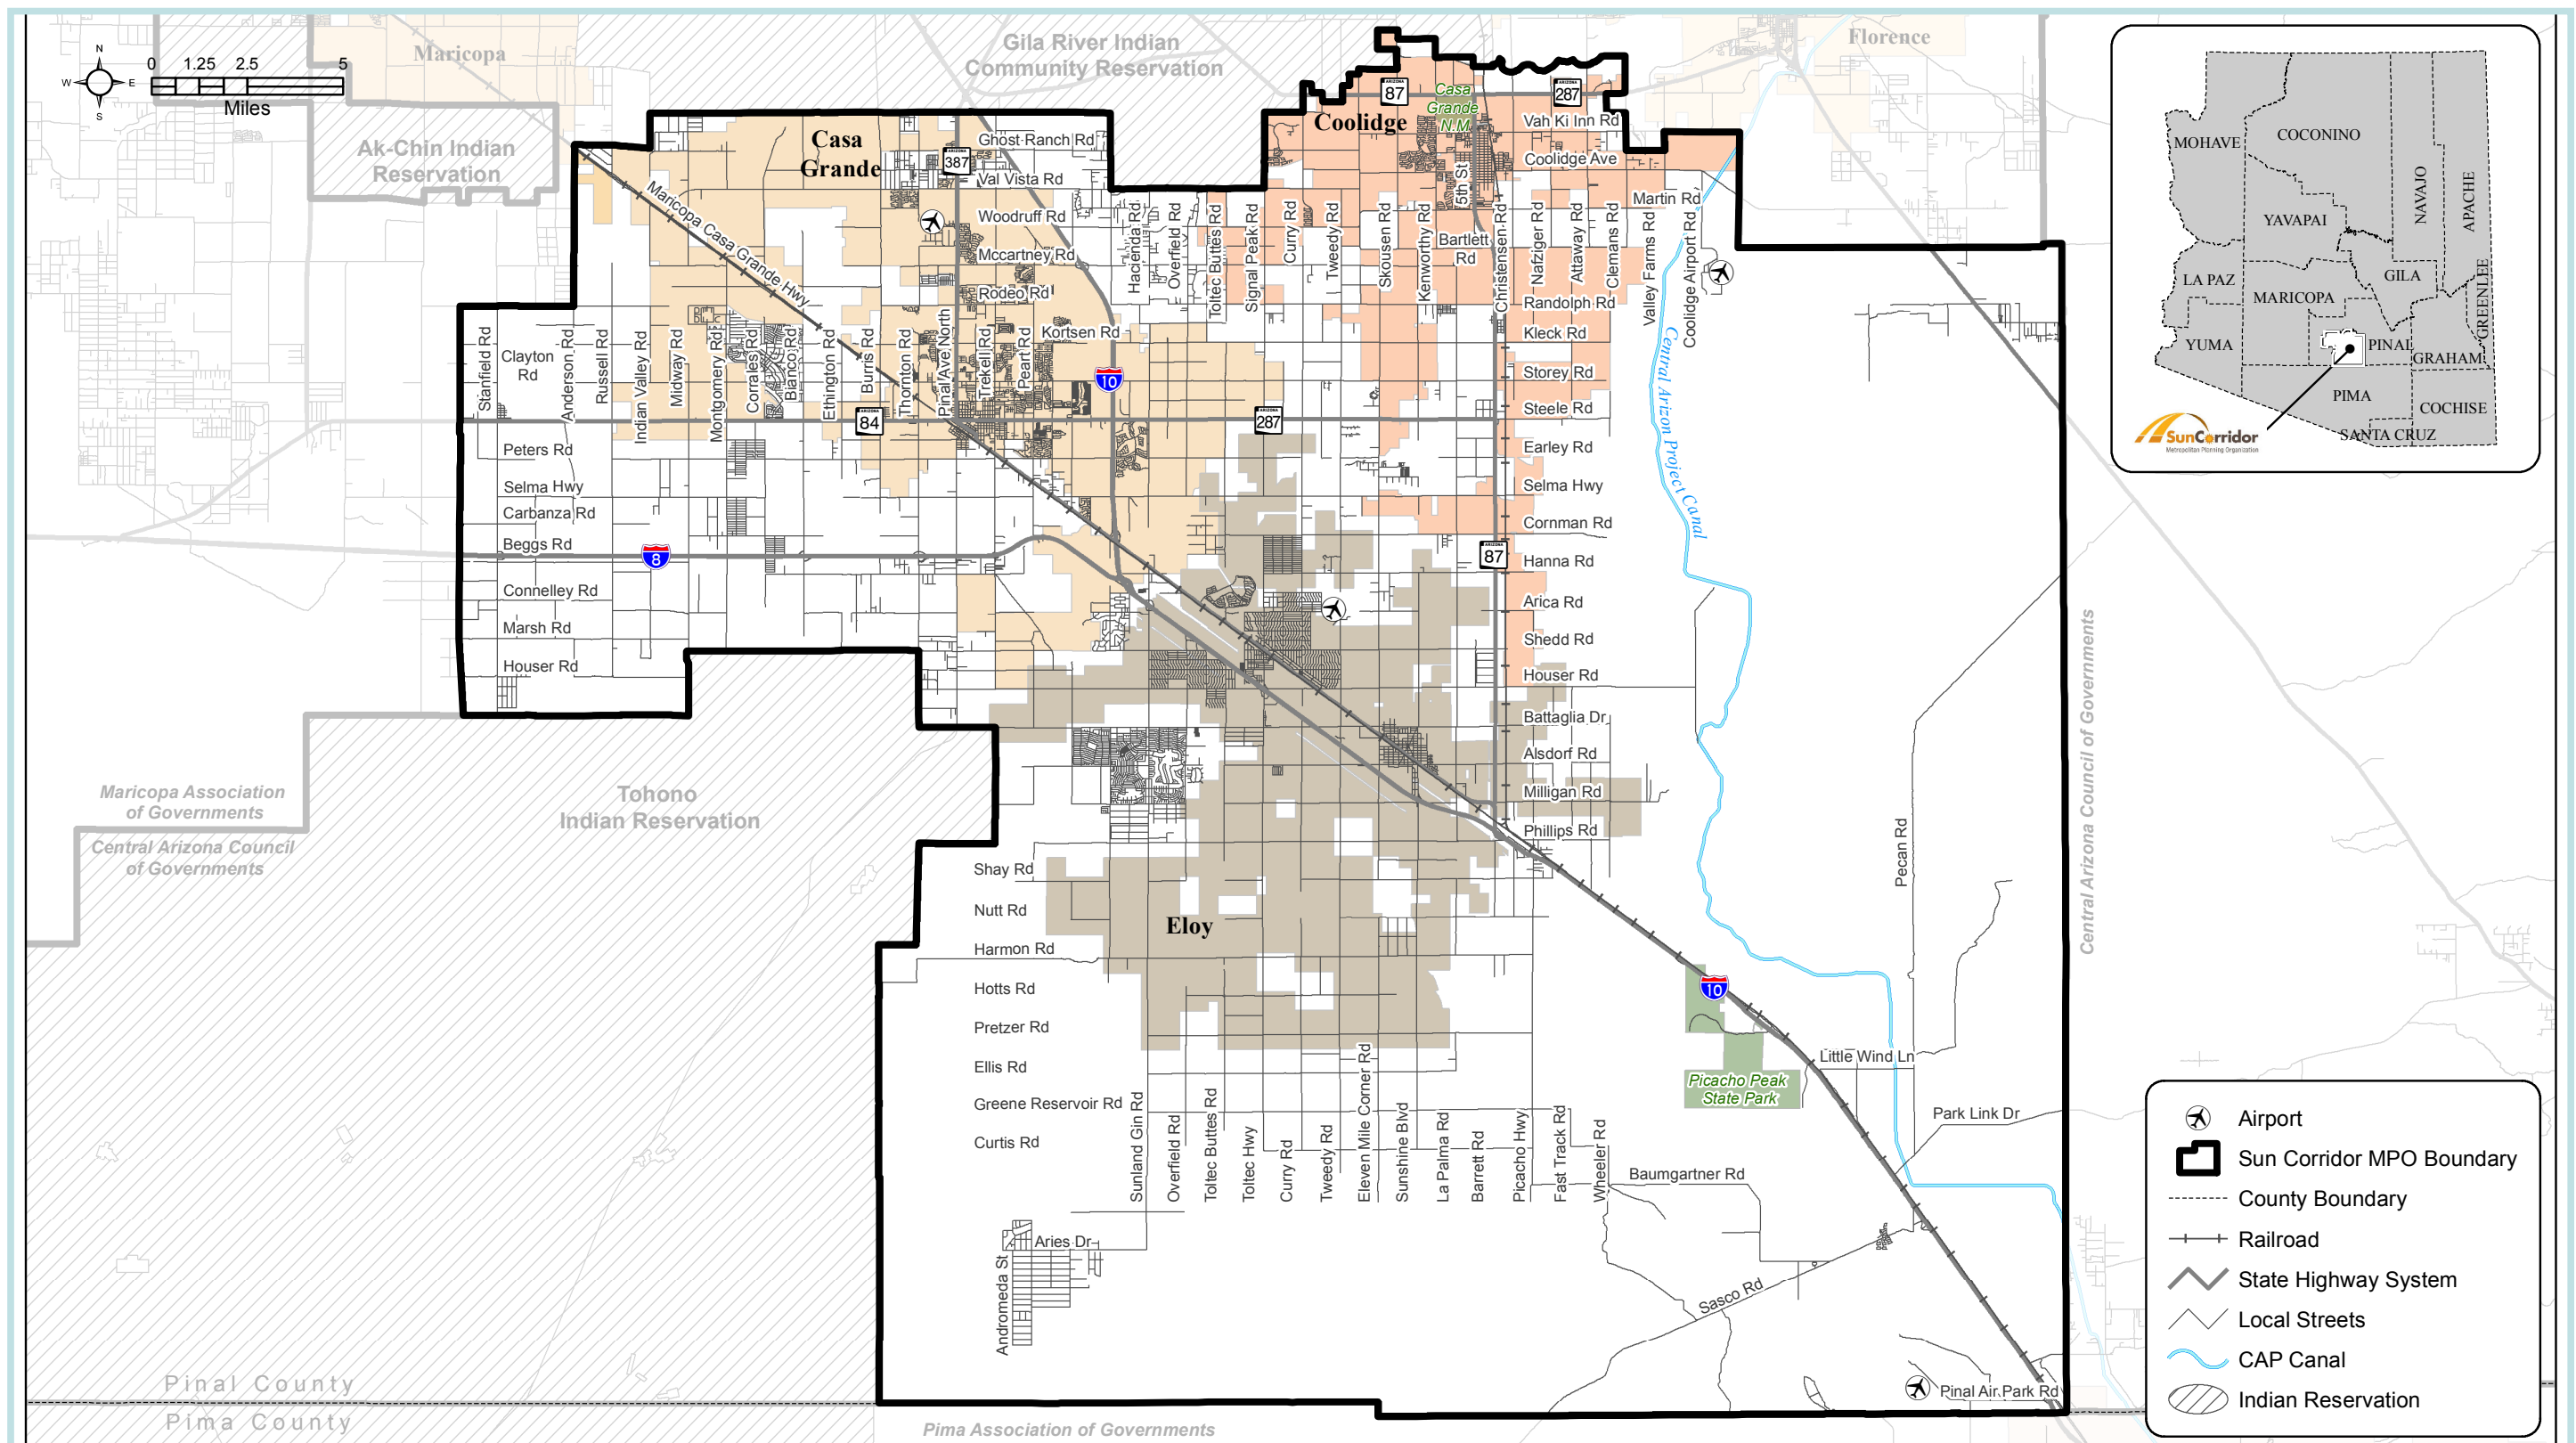 N
W
E
S
0 1.25 2.5 5
Miles
Maricopa
Gila River Indian
Community Reservation
Florence
Ak-Chin Indian
Reservation
Casa
Grande
Coolidge
Casa
Grande
N.M.
ARIZONA
87
ARIZONA
287
ARIZONA
387
Ghost Ranch Rd
Val Vista Rd
Woodruff Rd
Mccartney Rd
Rodeo Rd
Kortsen Rd
Maricopa Casa Grande Hwy
Vah Ki Inn Rd
Coolidge Ave
Martin Rd
5th St
Bartlett
Rd
Hacienda Rd
Overfield Rd
Toltec Buttes Rd
Signal Peak Rd
Curry Rd
Tweedy Rd
Skousen Rd
Kenworthy Rd
Christensen Rd
Natziger Rd
Attaway Rd
Clemans Rd
Valley Farms Rd
Coolidge Airport Rd
Randolph Rd
Kleck Rd
Storey Rd
Steele Rd
Earley Rd
Selma Hwy
Cornman Rd
Hanna Rd
Arica Rd
Shedd Rd
Houser Rd
Battaglia Dr
Alsdorf Rd
Milligan Rd
Phillips Rd
Central Arizon Project Canal
Stanfield Rd
Clayton
Rd
Anderson Rd
Russell Rd
Indian Valley Rd
Midway Rd
Montgomery Rd
Corrales Rd
Bianco Rd
Ethington Rd
Burris Rd
Thornton Rd
Pinal Ave North
Trekell Rd
Peart Rd
10
ARIZONA
84
ARIZONA
287
ARIZONA
87
8
Peters Rd
Selma Hwy
Carbanza Rd
Beggs Rd
Connelley Rd
Marsh Rd
Houser Rd
Maricopa Association
of Governments
Central Arizona Council
of Governments
Tohono
Indian Reservation
Shay Rd
Nutt Rd
Harmon Rd
Hotts Rd
Pretzer Rd
Ellis Rd
Greene Reservoir Rd
Curtis Rd
Eloy
Sunland Gin Rd
Overfield Rd
Toltec Buttes Rd
Toltec Hwy
Curry Rd
Tweedy Rd
Eleven Mile Corner Rd
Sunshine Blvd
La Palma Rd
Barrett Rd
Picacho Hwy
Fast Track Rd
Wheeler Rd
Pecan Rd
10
Little Wind Ln
Picacho Peak
State Park
Park Link Dr
Baumgartner Rd
Sasco Rd
Aries Dr
Andromeda St
Pinal Air Park Rd
Central Arizona Council of Governments
Pinal County
Pima County
Pima Association of Governments
MOHAVE
COCONINO
NAVAJO
APACHE
YAVAPAI
LA PAZ
GILA
MARICOPA
GREENLEE
YUMA
PINAL
GRAHAM
PIMA
COCHISE
SANTA CRUZ
SunCorridor
Metropolitan Planning Organization
Airport
Sun Corridor MPO Boundary
County Boundary
Railroad
State Highway System
Local Streets
CAP Canal
Indian Reservation